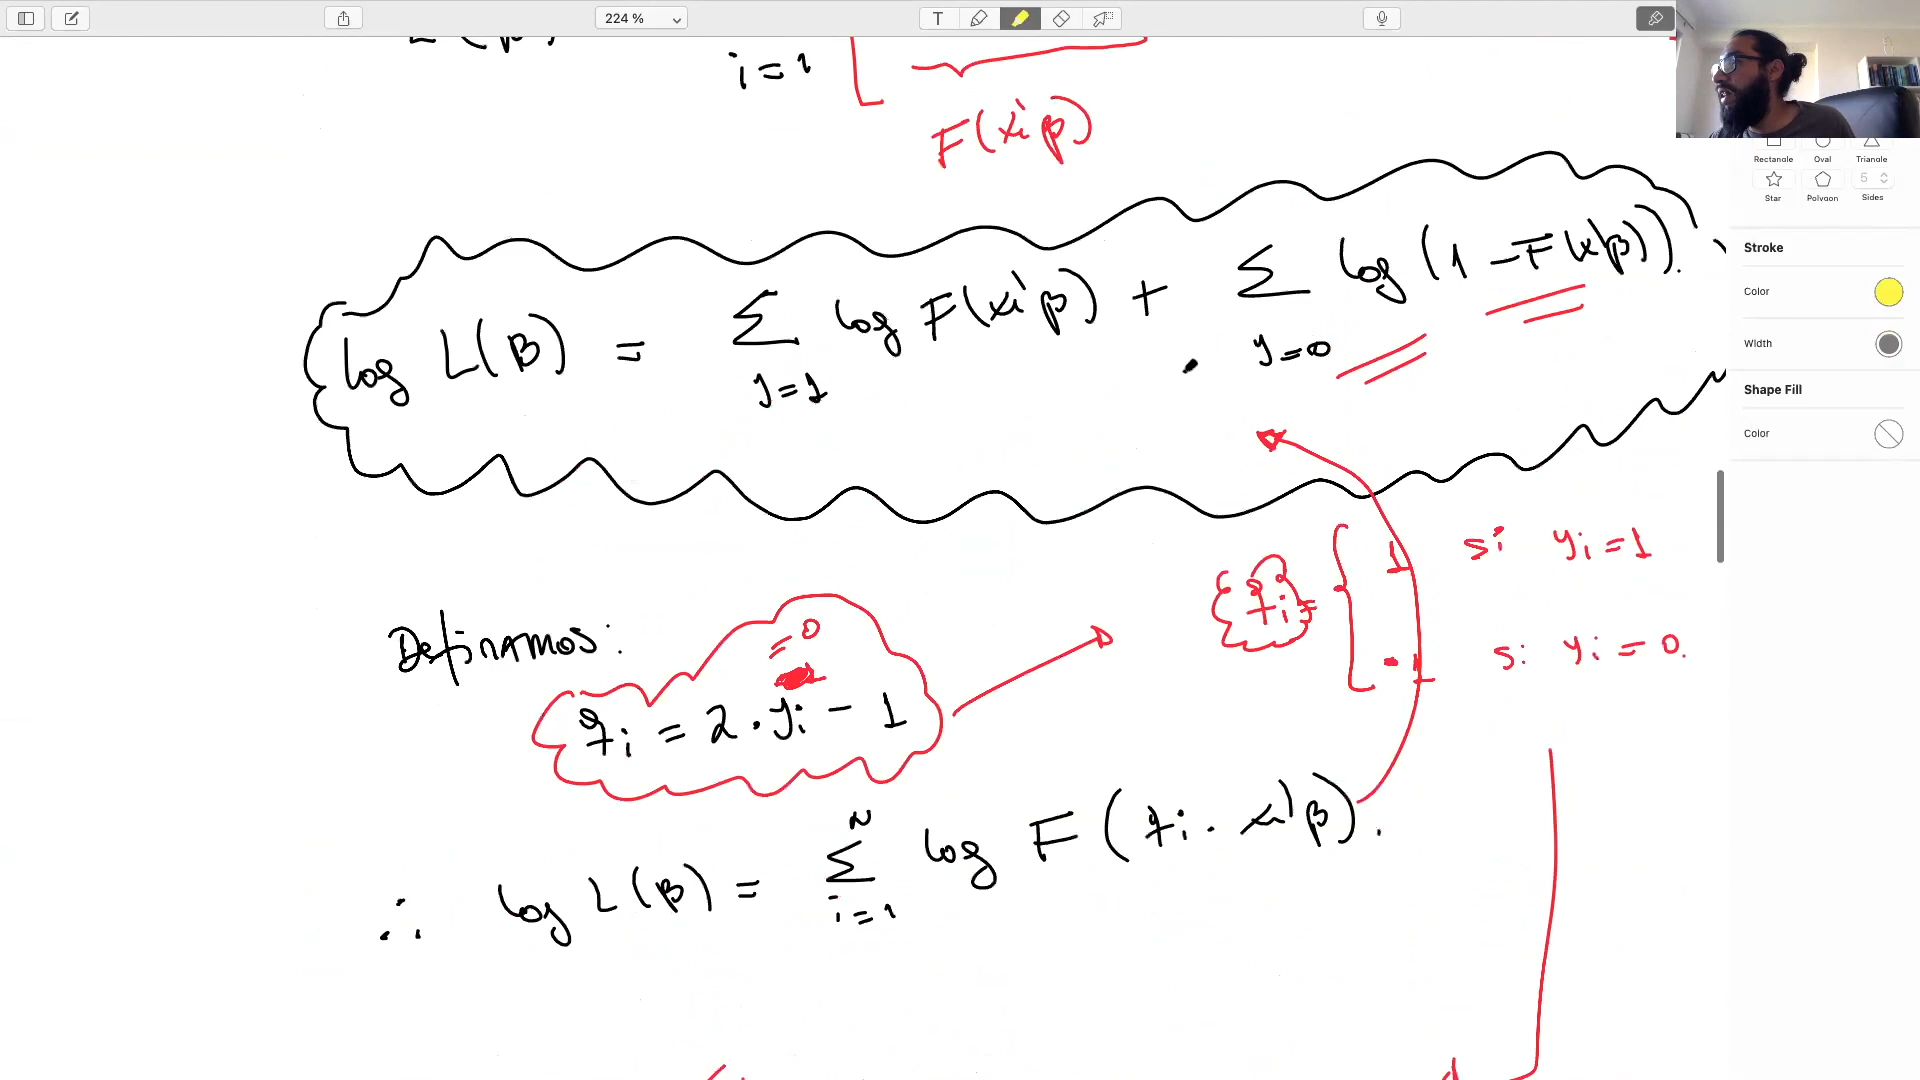 224 %
T
i=1
F(xi'β)
Rectangle Oval Triangle
5
Star Polygon Sides
Stroke
Color
Width
Shape Fill
Color
log L(β) = Σ log F(xi'β) + Σ log(1-F(x'β)).
y=1 y=0
Definamos:
=0
qi = 2·yi - 1
qi= { 1 si yi=1
-1 si yi=0.
∴ log L(β) = Σ log F(qi·xi'β).
N
i=1